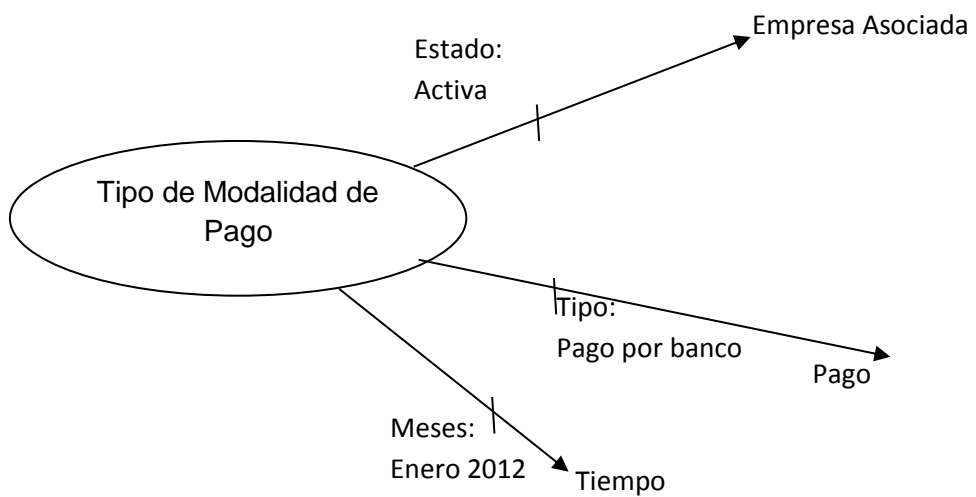 Empresa Asociada
Estado:
Activa
Tipo de Modalidad de
Pago
Tipo:
Pago por banco
Pago
Meses:
Enero 2012
Tiempo